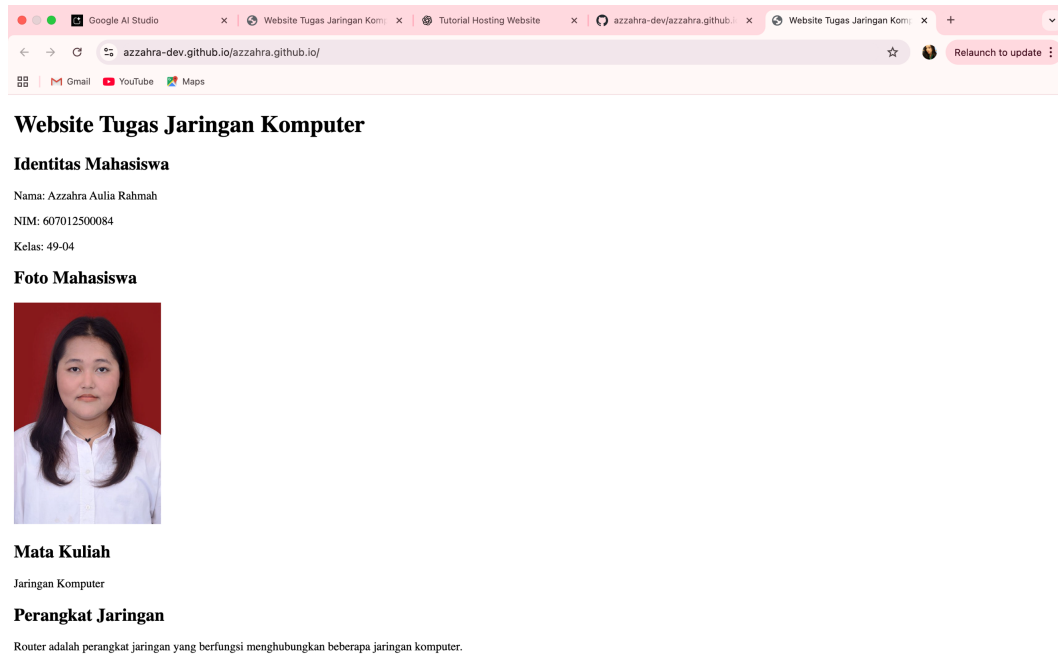 Google AI Studio
Website Tugas Jaringan Komp
Tutorial Hosting Website
azzahra-dev/azzahra.github.i
Website Tugas Jaringan Komp
azzahra-dev.github.io/azzahra.github.io/
Relaunch to update
Gmail
YouTube
Maps
Website Tugas Jaringan Komputer
Identitas Mahasiswa
Nama: Azzahra Aulia Rahmah
NIM: 607012500084
Kelas: 49-04
Foto Mahasiswa
Mata Kuliah
Jaringan Komputer
Perangkat Jaringan
Router adalah perangkat jaringan yang berfungsi menghubungkan beberapa jaringan komputer.